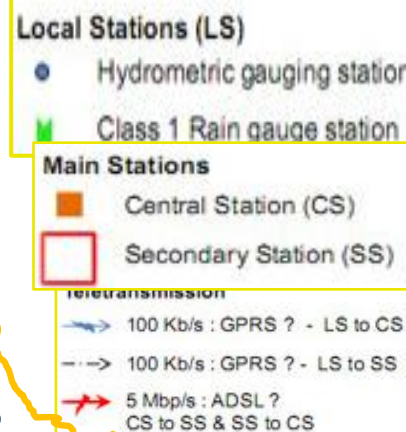 Local Stations (LS)
Hydrometric gauging station
Class 1 Rain gauge station
Main Stations
Central Station (CS)
Secondary Station (SS)
Teletransmission
100 Kb/s : GPRS ? - LS to CS
100 Kb/s : GPRS ? - LS to SS
5 Mbp/s : ADSL ?
CS to SS & SS to CS